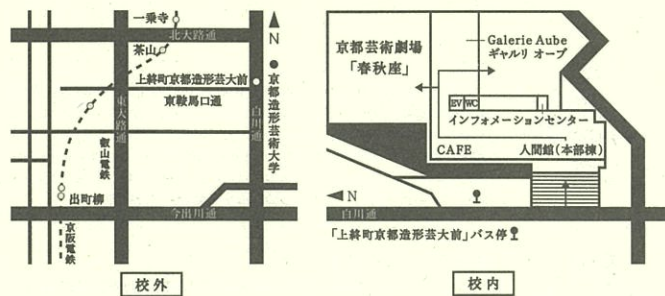 一乗寺
北大路通
N
茶山
上終町京都造形芸大前
東鞍馬口通
京都造形芸術大学
東大路通
白川通
叡山電鉄
出町柳
今出川通
京阪電鉄
校外
京都芸術劇場
「春秋座」
Galerie Aube
ギャルリ オーブ
EV WC
インフォメーションセンター
CAFE
人間館(本部棟)
N
白川通
「上終町京都造形芸大前」バス停
校内